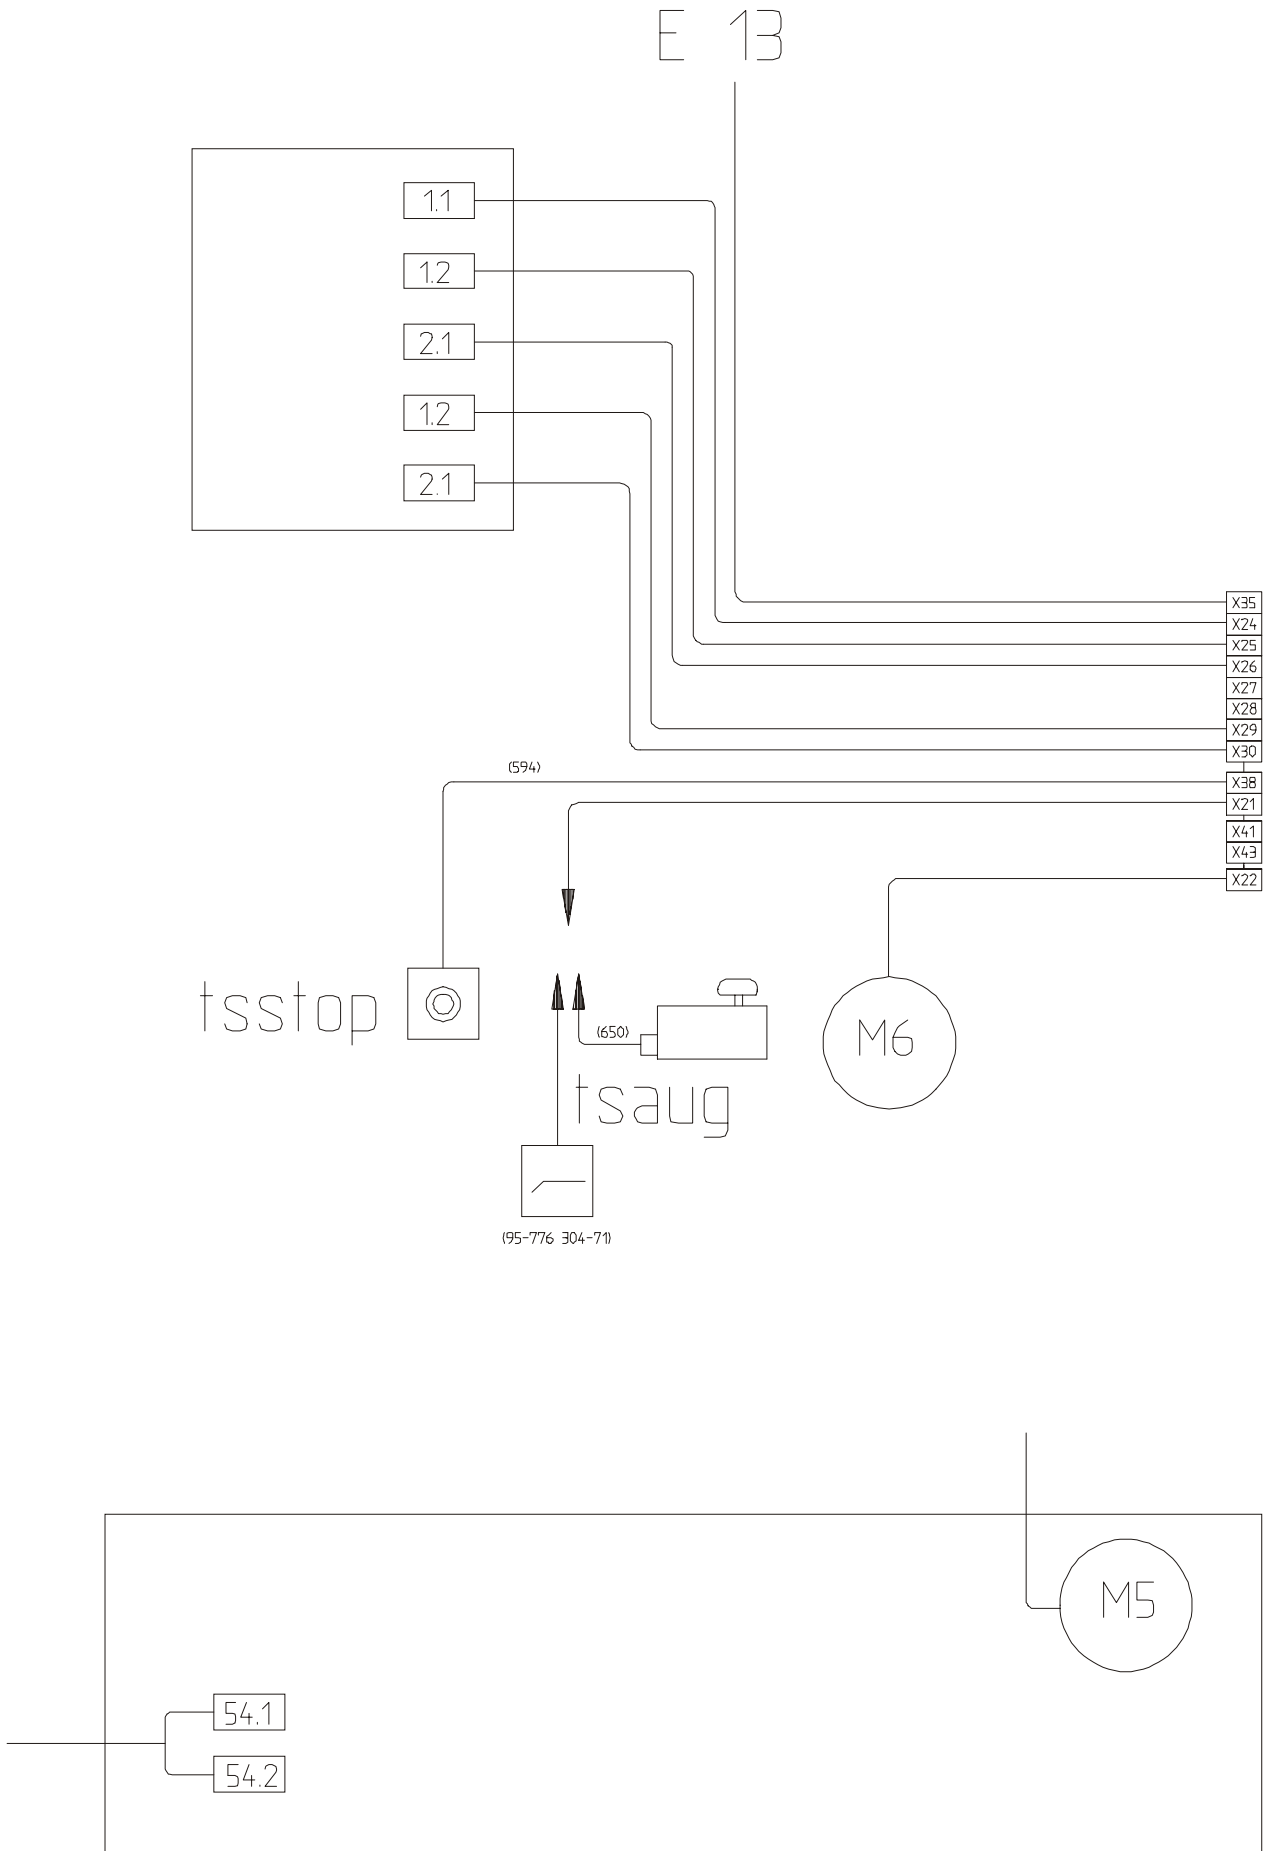 E 13
1.1
1.2
2.1
1.2
2.1
X35
X24
X25
X26
X27
X28
X29
X30
(594)
X38
X21
X41
X43
X22
tsstop
(650)
M6
tsaug
(95-776 304-71)
M5
54.1
54.2